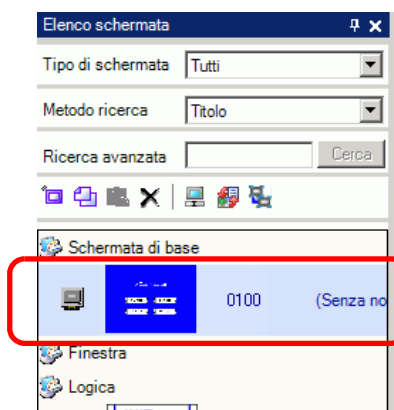 Elenco schermata
Tipo di schermata Tutti
Metodo ricerca Titolo
Ricerca avanzata Cerca
Schermata di base
0100 (Senza no
Finestra
Logica